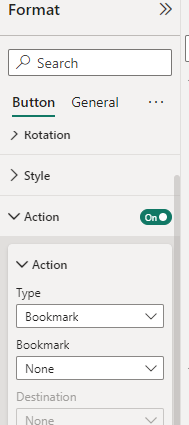 Format
Search
Button General
Rotation
Style
Action On
Action
Type
Bookmark
Bookmark
None
Destination
None